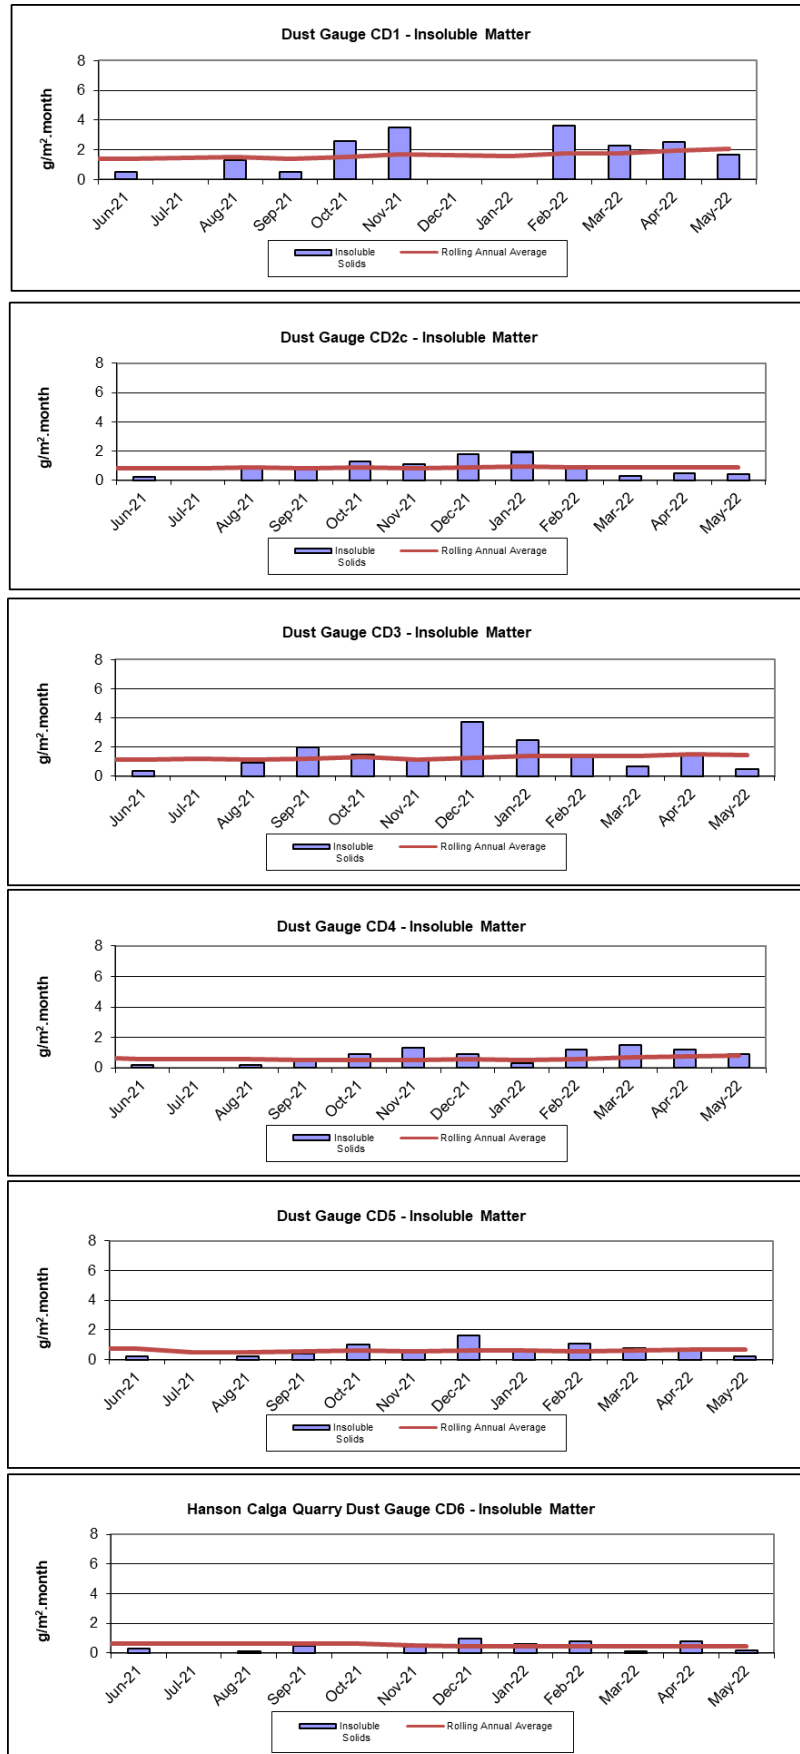 Dust Gauge CD1 - Insoluble Matter
g/m².month
8
6
4
2
0
Jun-21 Jul-21 Aug-21 Sep-21 Oct-21 Nov-21 Dec-21 Jan-22 Feb-22 Mar-22 Apr-22 May-22
Insoluble Rolling Annual Average
Solids
Dust Gauge CD2c - Insoluble Matter
g/m².month
8
6
4
2
0
Jun-21 Jul-21 Aug-21 Sep-21 Oct-21 Nov-21 Dec-21 Jan-22 Feb-22 Mar-22 Apr-22 May-22
Insoluble Rolling Annual Average
Solids
Dust Gauge CD3 - Insoluble Matter
g/m².month
8
6
4
2
0
Jun-21 Jul-21 Aug-21 Sep-21 Oct-21 Nov-21 Dec-21 Jan-22 Feb-22 Mar-22 Apr-22 May-22
Insoluble Rolling Annual Average
Solids
Dust Gauge CD4 - Insoluble Matter
g/m².month
8
6
4
2
0
Jun-21 Jul-21 Aug-21 Sep-21 Oct-21 Nov-21 Dec-21 Jan-22 Feb-22 Mar-22 Apr-22 May-22
Insoluble Rolling Annual Average
Solids
Dust Gauge CD5 - Insoluble Matter
g/m².month
8
6
4
2
0
Jun-21 Jul-21 Aug-21 Sep-21 Oct-21 Nov-21 Dec-21 Jan-22 Feb-22 Mar-22 Apr-22 May-22
Insoluble Rolling Annual Average
Solids
Hanson Calga Quarry Dust Gauge CD6 - Insoluble Matter
g/m².month
8
6
4
2
0
Jun-21 Jul-21 Aug-21 Sep-21 Oct-21 Nov-21 Dec-21 Jan-22 Feb-22 Mar-22 Apr-22 May-22
Insoluble Rolling Annual Average
Solids